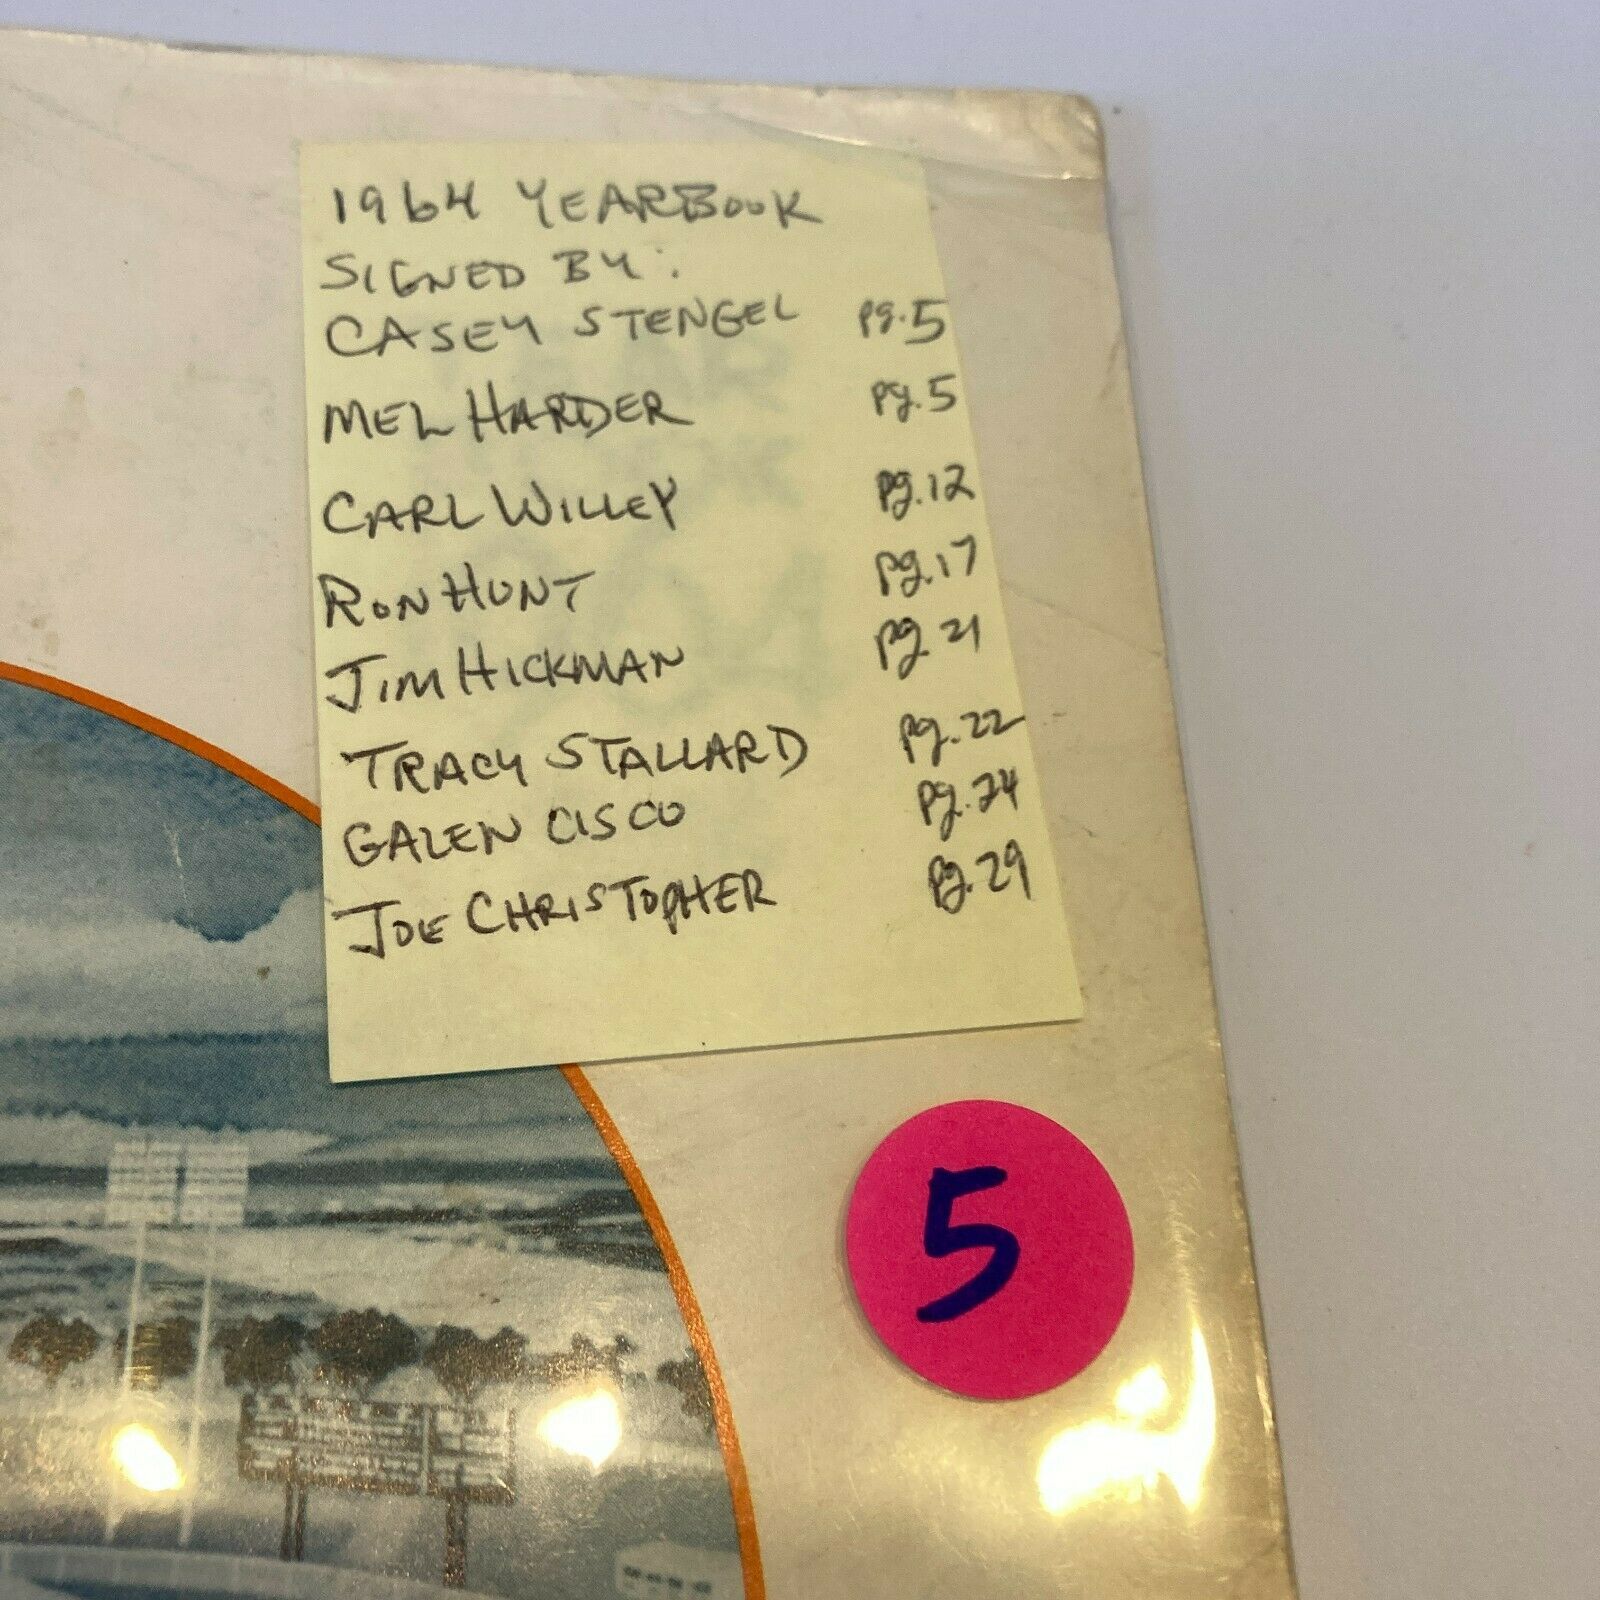 1964 YEARBOOK
SIGNED BY:
CASEY STENGEL pg.5
MEL HARDER pg.5
CARL WILLEY pg.12
RON HUNT pg.17
JIM HICKMAN pg 21
TRACY STALLARD pg.22
GALEN CISCO pg.24
JOE CHRISTOPHER pg.29
5